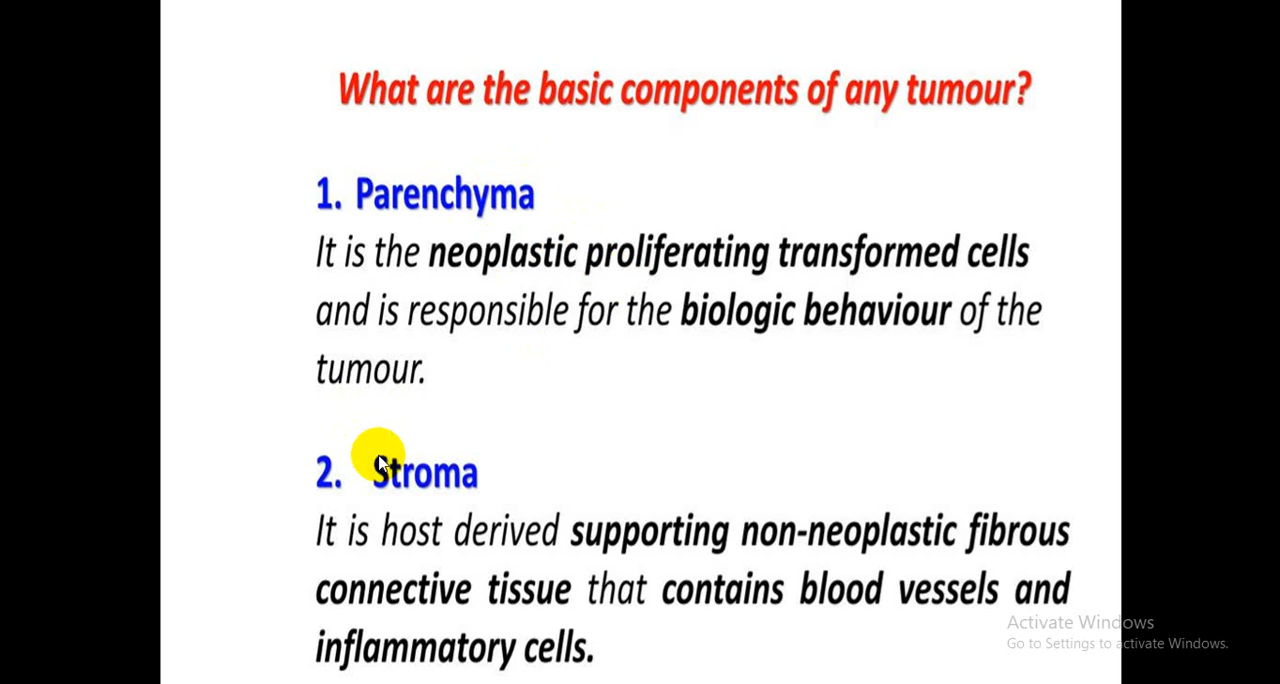 What are the basic components of any tumour?
1. Parenchyma
It is the neoplastic proliferating transformed cells
and is responsible for the biologic behaviour of the
tumour.
2. Stroma
It is host derived supporting non-neoplastic fibrous
connective tissue that contains blood vessels and
inflammatory cells.
Activate Windows
Go to Settings to activate Windows.